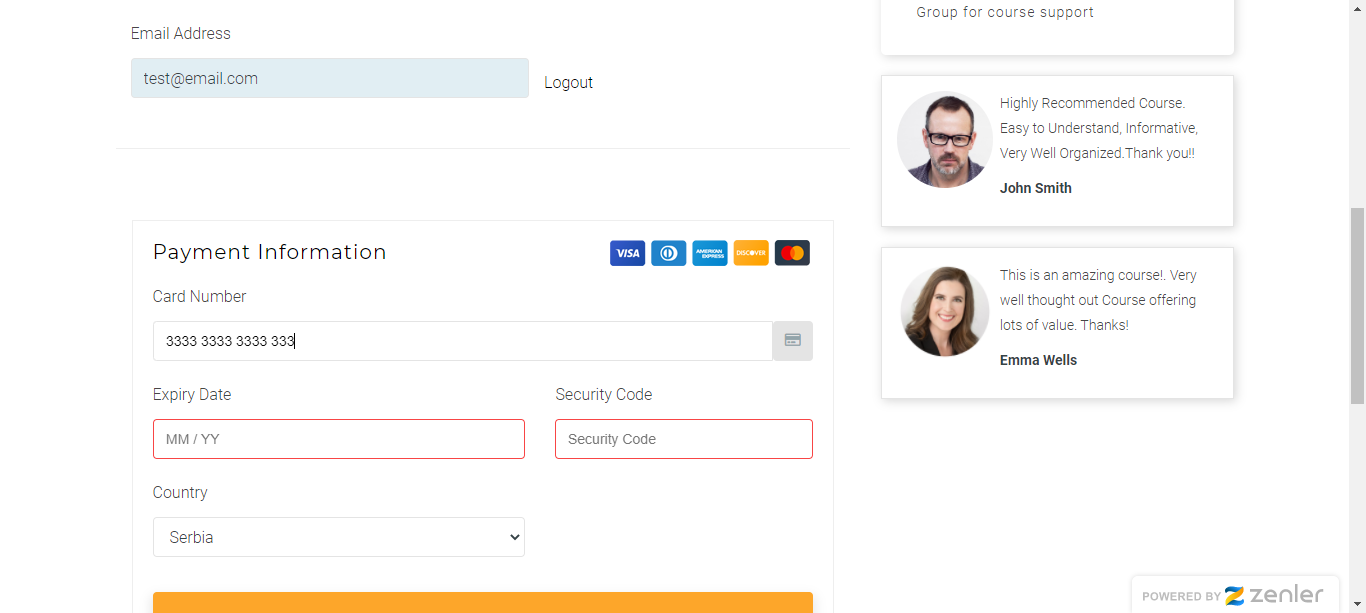 Email Address
test@email.com
Logout
Payment Information
VISA
AMERICAN EXPRESS
DISCOVER
Card Number
3333 3333 3333 333
Expiry Date
Security Code
MM / YY
Security Code
Country
Serbia
Group for course support
Highly Recommended Course.
Easy to Understand, Informative,
Very Well Organized.Thank you!!
John Smith
This is an amazing course!. Very
well thought out Course offering
lots of value. Thanks!
Emma Wells
POWERED BY zenler